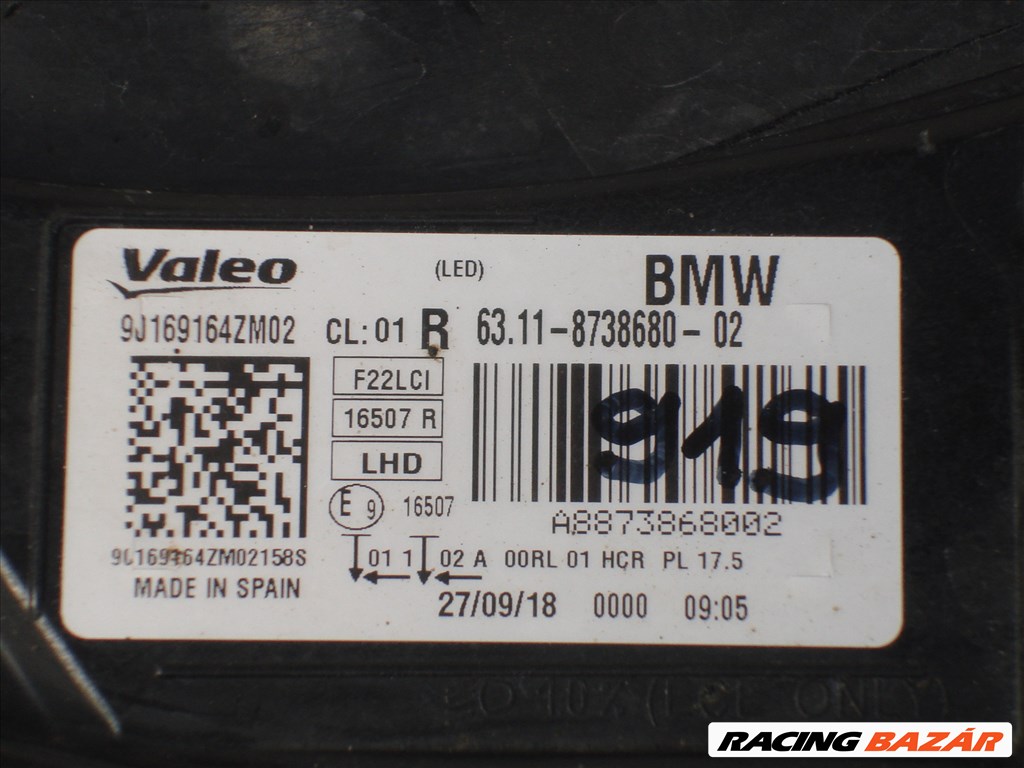 Valeo
(LED)
BMW
9J169164ZM02 CL: 01 R 63.11-8738680-02
F22LCI
16507 R
LHD
919
E 9 16507
A8873868002
01 1 02 A 00RL 01 HCR PL 17.5
MADE IN SPAIN
27/09/18 0000 09:05
RACING BAZÁR